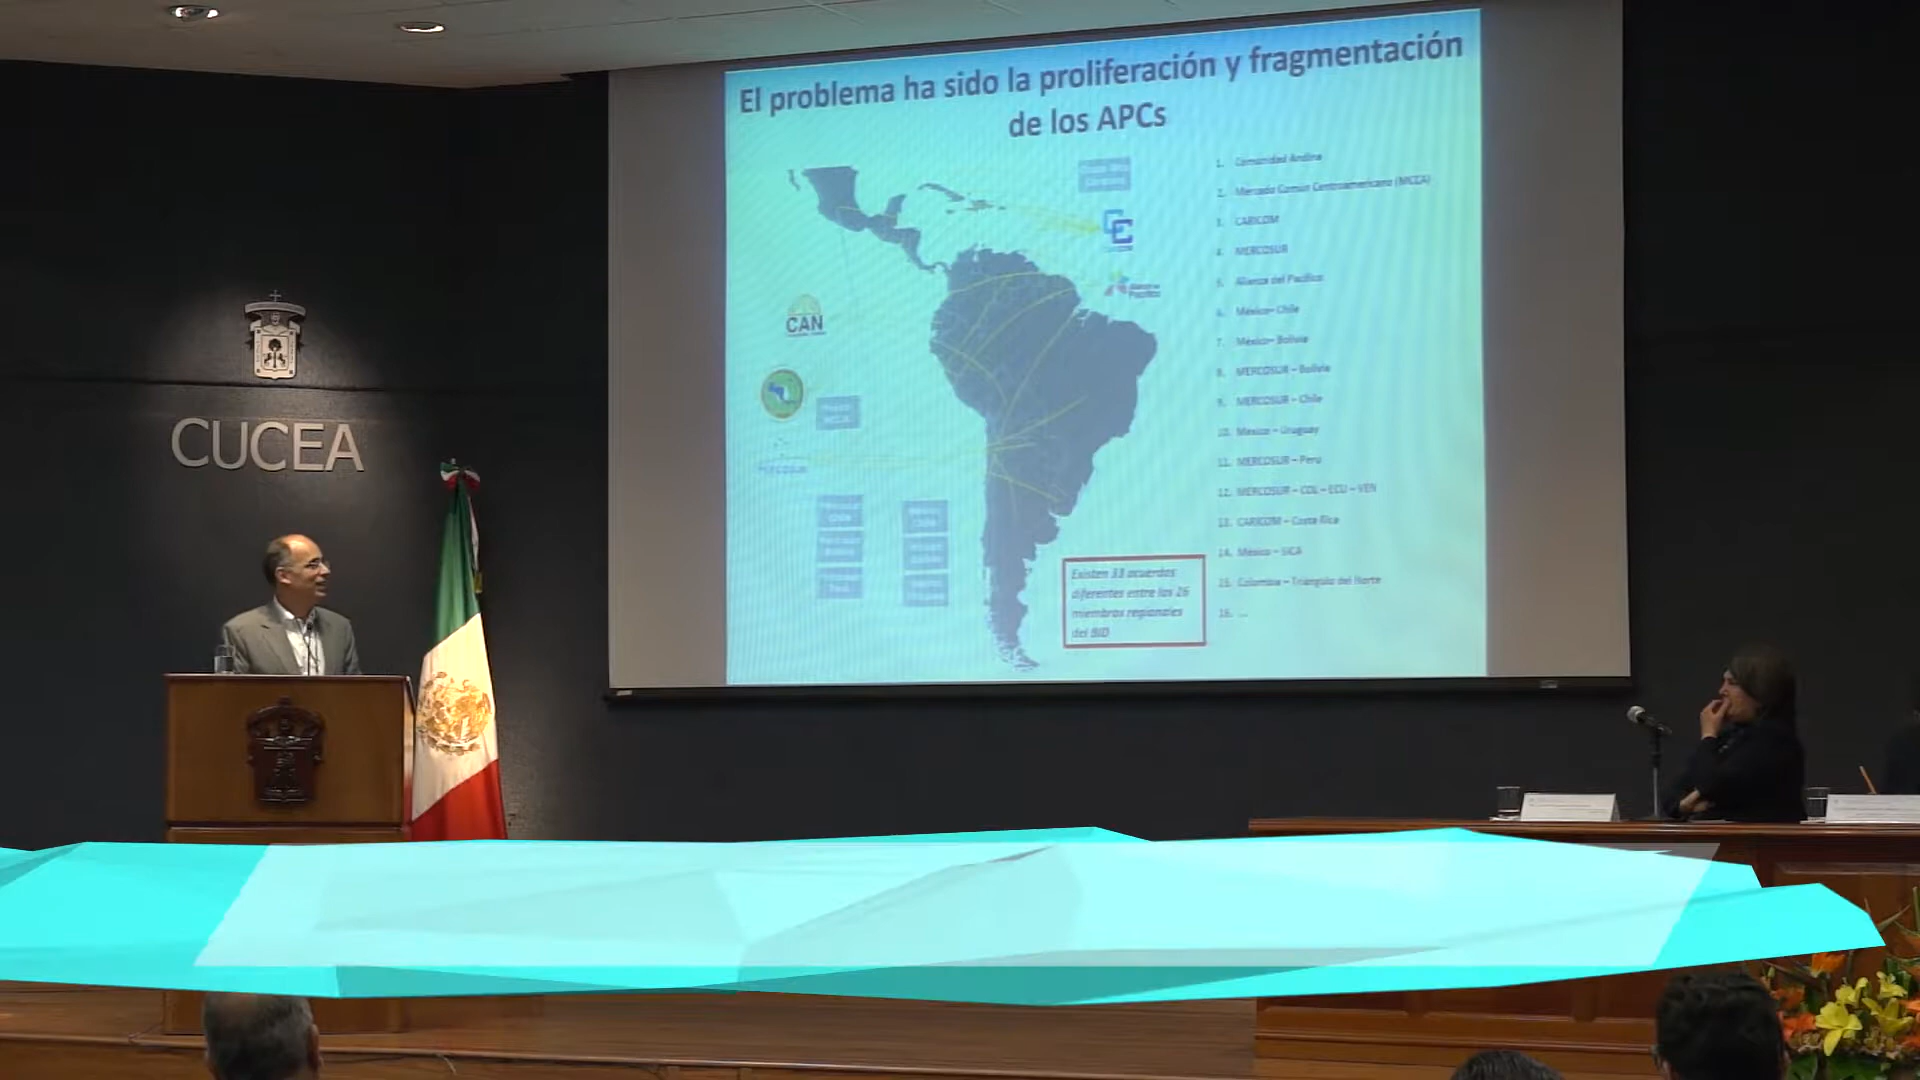 El problema ha sido la proliferación y fragmentación
de los APCs
1. Comunidad Andina
2. Mercado Común Centroamericano (MCCA)
3. CARICOM
4. MERCOSUR
5. Alianza del Pacífico
6. México– Chile
7. México– Bolivia
8. MERCOSUR – Bolivia
9. MERCOSUR – Chile
10. México – Uruguay
11. MERCOSUR – Peru
12. MERCOSUR – COL – ECU – VEN
13. CARICOM – Costa Rica
14. México – SICA
15. Colombia – Triángulo del Norte
16. ...
CAN
Existen 33 acuerdos
diferentes entre los 26
miembros regionales
del BID
CUCEA